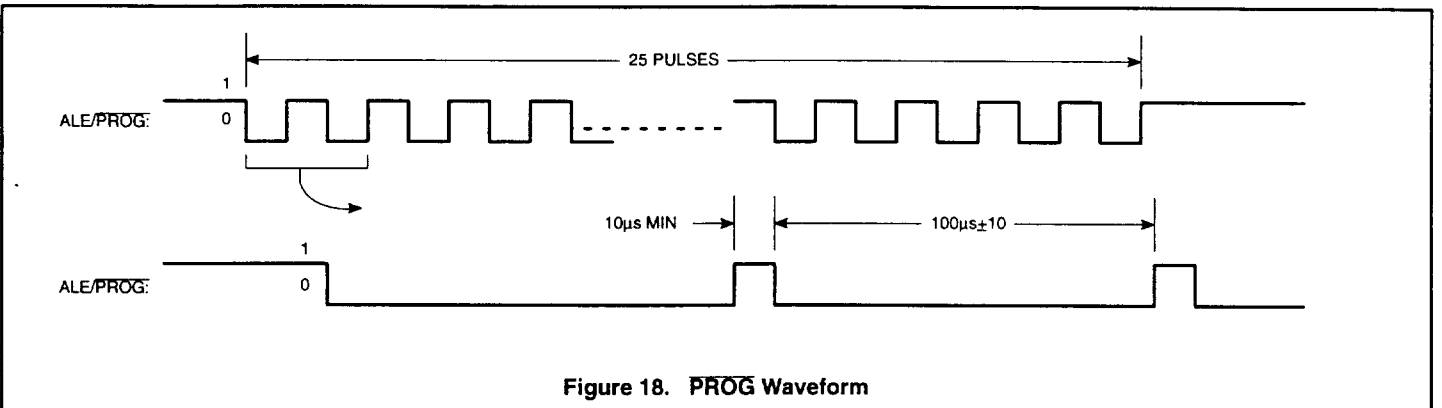 25 PULSES
1
ALE/PROG:
0
10µs MIN
100µs±10
1
ALE/PROG:
0
Figure 18. PROG Waveform